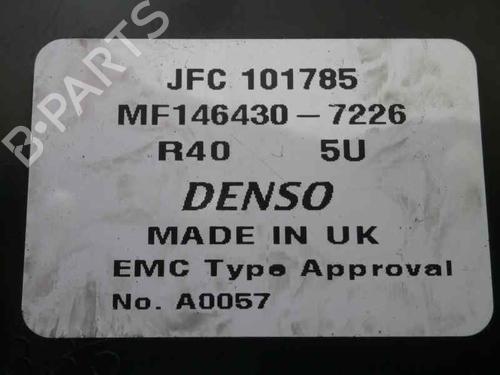 B-PARTS
JFC 101785
MF146430-7226
R40 5U
DENSO
MADE IN UK
EMC Type Approval
No. A0057